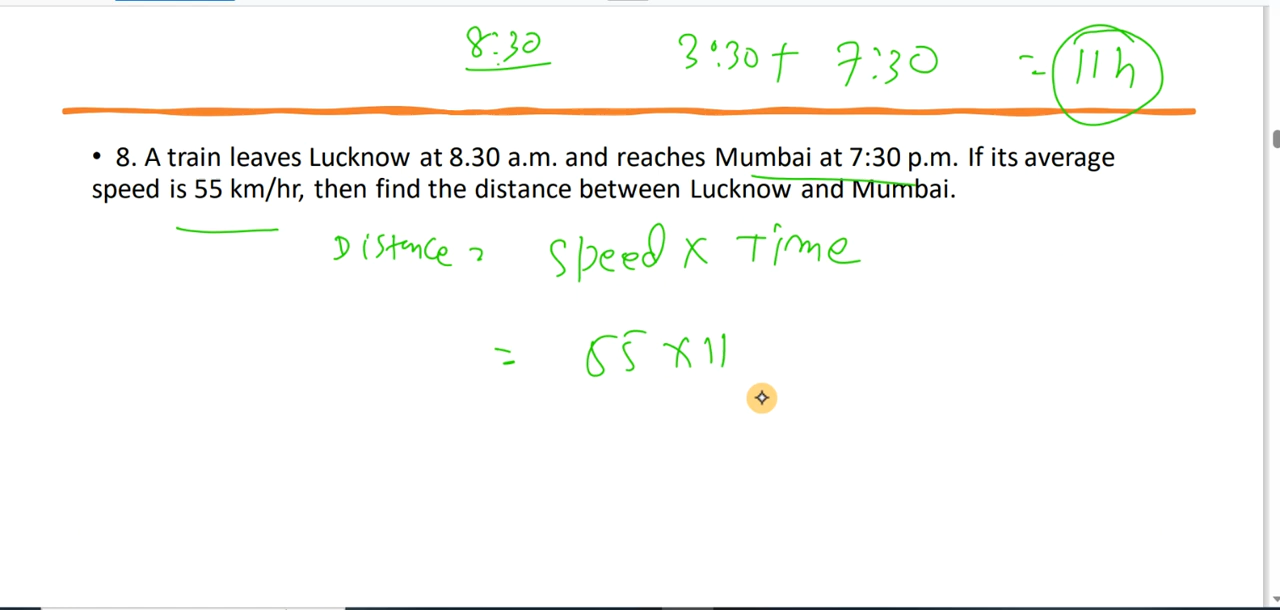 8:30 3:30+ 7:30 = 11h
• 8. A train leaves Lucknow at 8.30 a.m. and reaches Mumbai at 7:30 p.m. If its average
speed is 55 km/hr, then find the distance between Lucknow and Mumbai.
Distance = Speed x Time
= 55 x 11